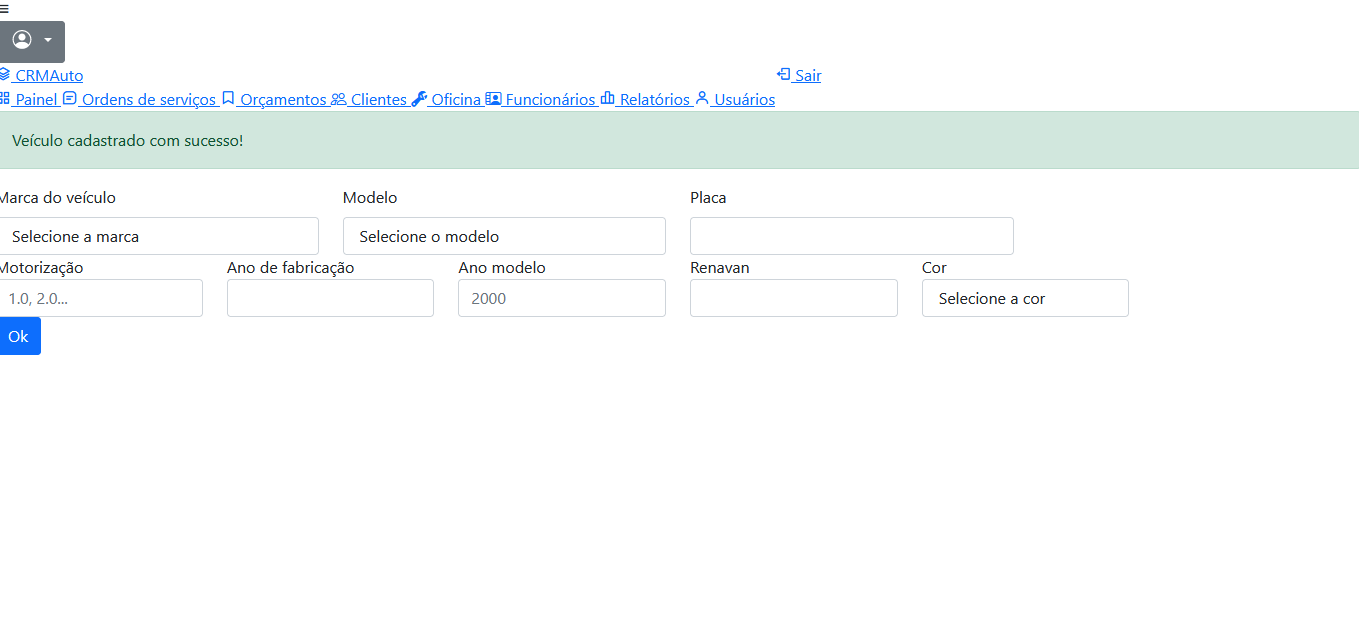 CRMAuto Sair
Painel Ordens de serviços Orçamentos Clientes Oficina Funcionários Relatórios Usuários
Veículo cadastrado com sucesso!
Marca do veículo Modelo Placa
Selecione a marca Selecione o modelo
Motorização Ano de fabricação Ano modelo Renavan Cor
1.0, 2.0... 2000 Selecione a cor
Ok